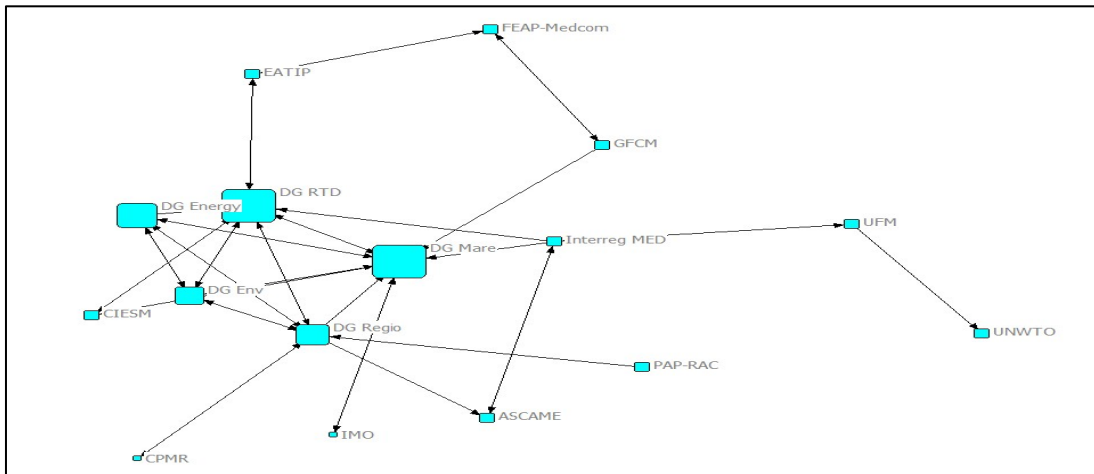 FEAP-Medcom
EATIP
GFCM
DG RTD
DG Energy
UFM
Interreg MED
DG Mare
DG Env
CIESM
DG Regio
UNWTO
PAP-RAC
ASCAME
IMO
CPMR